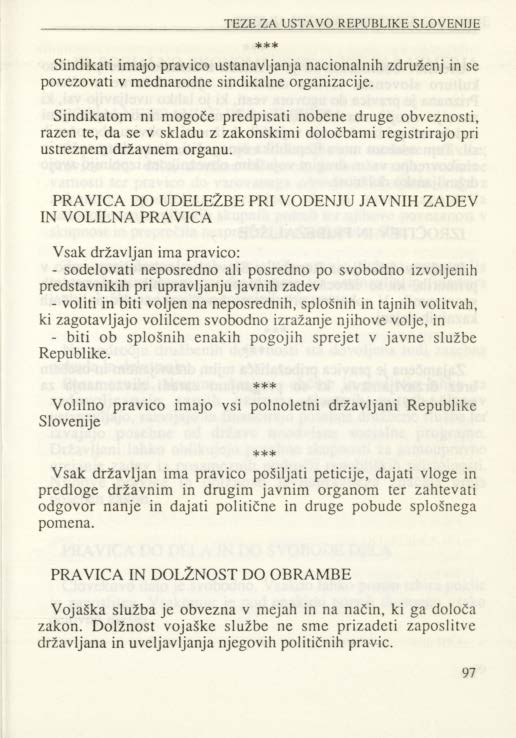 TEZE ZA USTAVO REPUBLIKE SLOVENIJE
***
Sindikati imajo pravico ustanavljanja nacionalnih združenj in se
povezovati v mednarodne sindikalne organizacije.
Sindikatom ni mogoče predpisati nobene druge obveznosti,
razen te, da se v skladu z zakonskimi določbami registrirajo pri
ustreznem državnem organu.
PRAVICA DO UDELEŽBE PRI VODENJU JAVNIH ZADEV
IN VOLILNA PRAVICA
Vsak državljan ima pravico:
- sodelovati neposredno ali posredno po svobodno izvoljenih
predstavnikih pri upravljanju javnih zadev
- voliti in biti voljen na neposrednih, splošnih in tajnih volitvah,
ki zagotavljajo volilcem svobodno izražanje njihove volje, in
- biti ob splošnih enakih pogojih sprejet v javne službe
Republike.
***
Volilno pravico imajo vsi polnoletni državljani Republike
Slovenije
***
Vsak državljan ima pravico pošiljati peticije, dajati vloge in
predloge državnim in drugim javnim organom ter zahtevati
odgovor nanje in dajati politične in druge pobude splošnega
pomena.
PRAVICA IN DOLŽNOST DO OBRAMBE
Vojaška služba je obvezna v mejah in na način, ki ga določa
zakon. Dolžnost vojaške službe ne sme prizadeti zaposlitve
državljana in uveljavljanja njegovih političnih pravic.
97